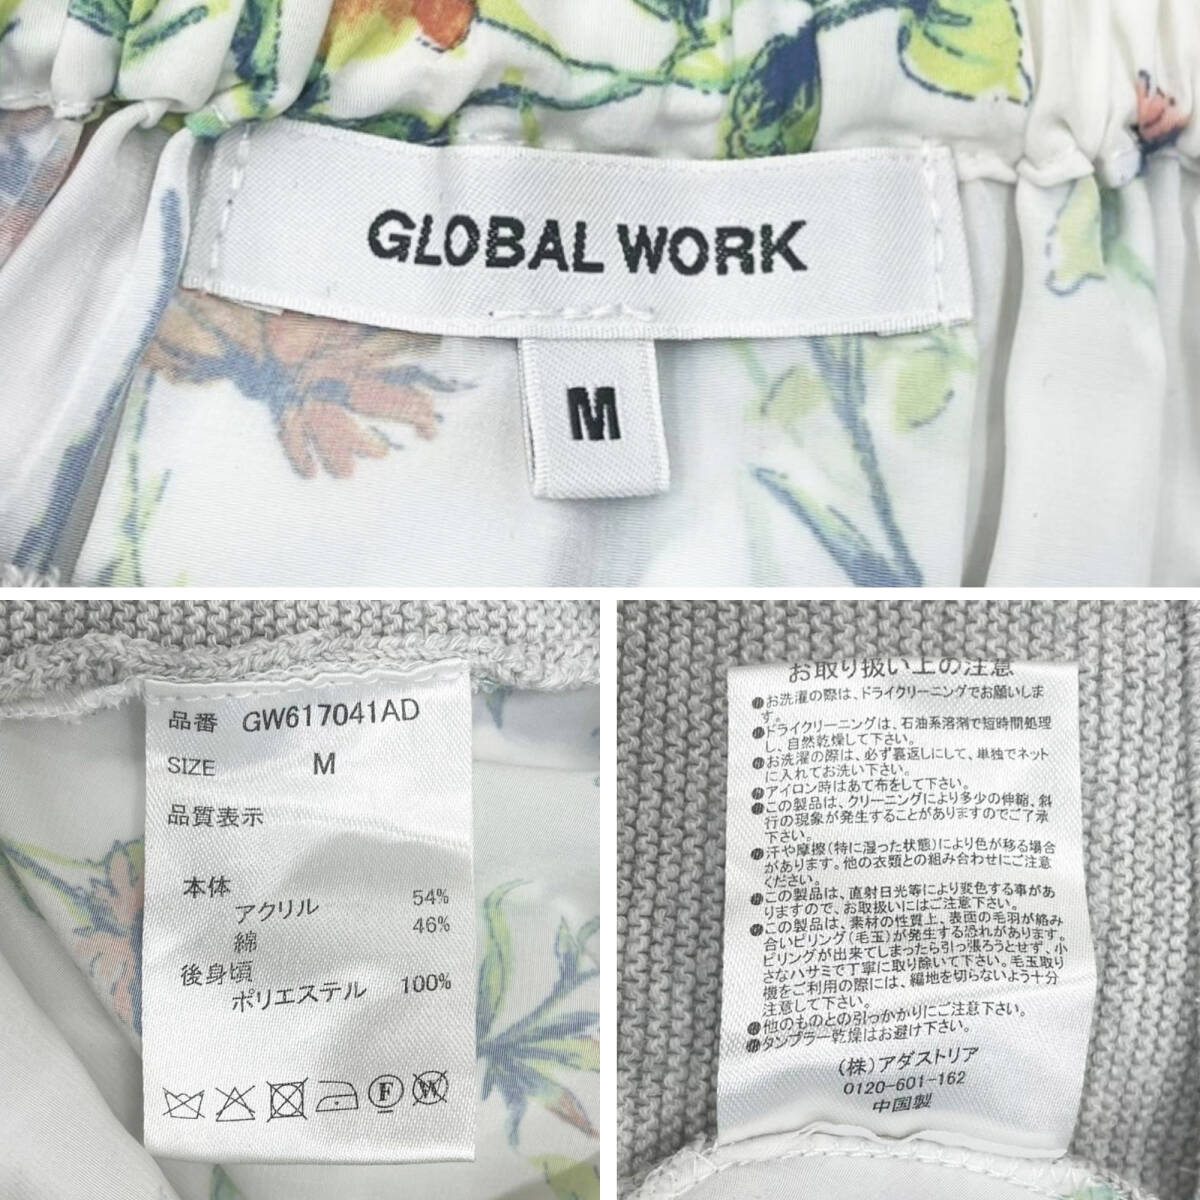 GLOBAL WORK
M
品番 GW617041AD
SIZE M
品質表示
本体
アクリル 54%
綿 46%
後身頃
ポリエステル 100%
F
W
お取り扱い上の注意
●お洗濯の際は、ドライクリーニングでお願いしま
す。
●ドライクリーニングは、石油系溶剤で短時間処理
し、自然乾燥して下さい。
●お洗濯の際は、必ず裏返しにして、単独でネット
に入れてお洗い下さい。
●アイロン時はあて布をして下さい。
●この製品は、クリーニングにより多少の伸縮、斜
行の現象が発生することがありますのでご了承
下さい。
●汗や摩擦(特に湿った状態)により色が移る場合
があります。他の衣類との組み合わせにご注意
ください。
●この製品は、直射日光等により変色する事があ
りますので、お取扱いにはご注意下さい。
●この製品は、素材の性質上、表面の毛羽が絡み
合いピリング(毛玉)が発生する恐れがあります。
ピリングが出来てしまったら引っ張ろうとせず、小
さなハサミで丁寧に取り除いて下さい。毛玉取り
機をご利用の際には、編地を切らないよう十分
注意して下さい。
●他のものとの引っかかりにご注意下さい。
●タンブラー乾燥はお避け下さい。
(株)アダストリア
0120-601-162
中国製